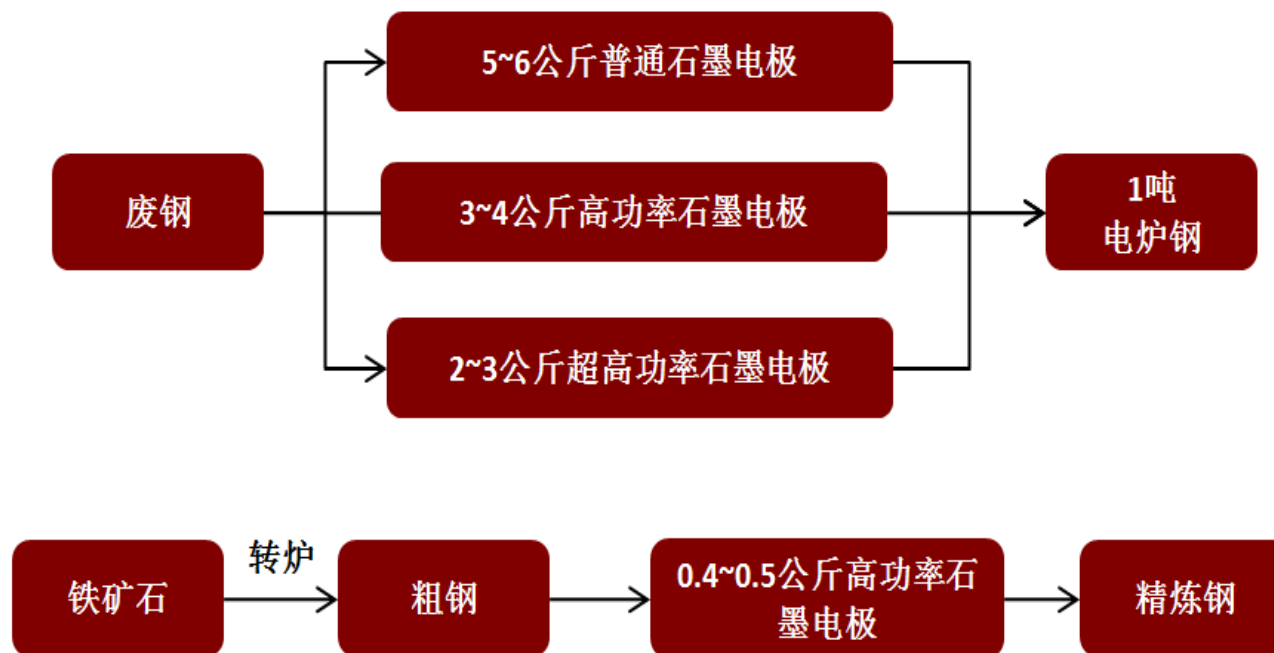 5~6公斤普通石墨电极
废钢
3~4公斤高功率石墨电极
1吨
电炉钢
2~3公斤超高功率石墨电极
铁矿石
转炉
粗钢
0.4~0.5公斤高功率石
墨电极
精炼钢